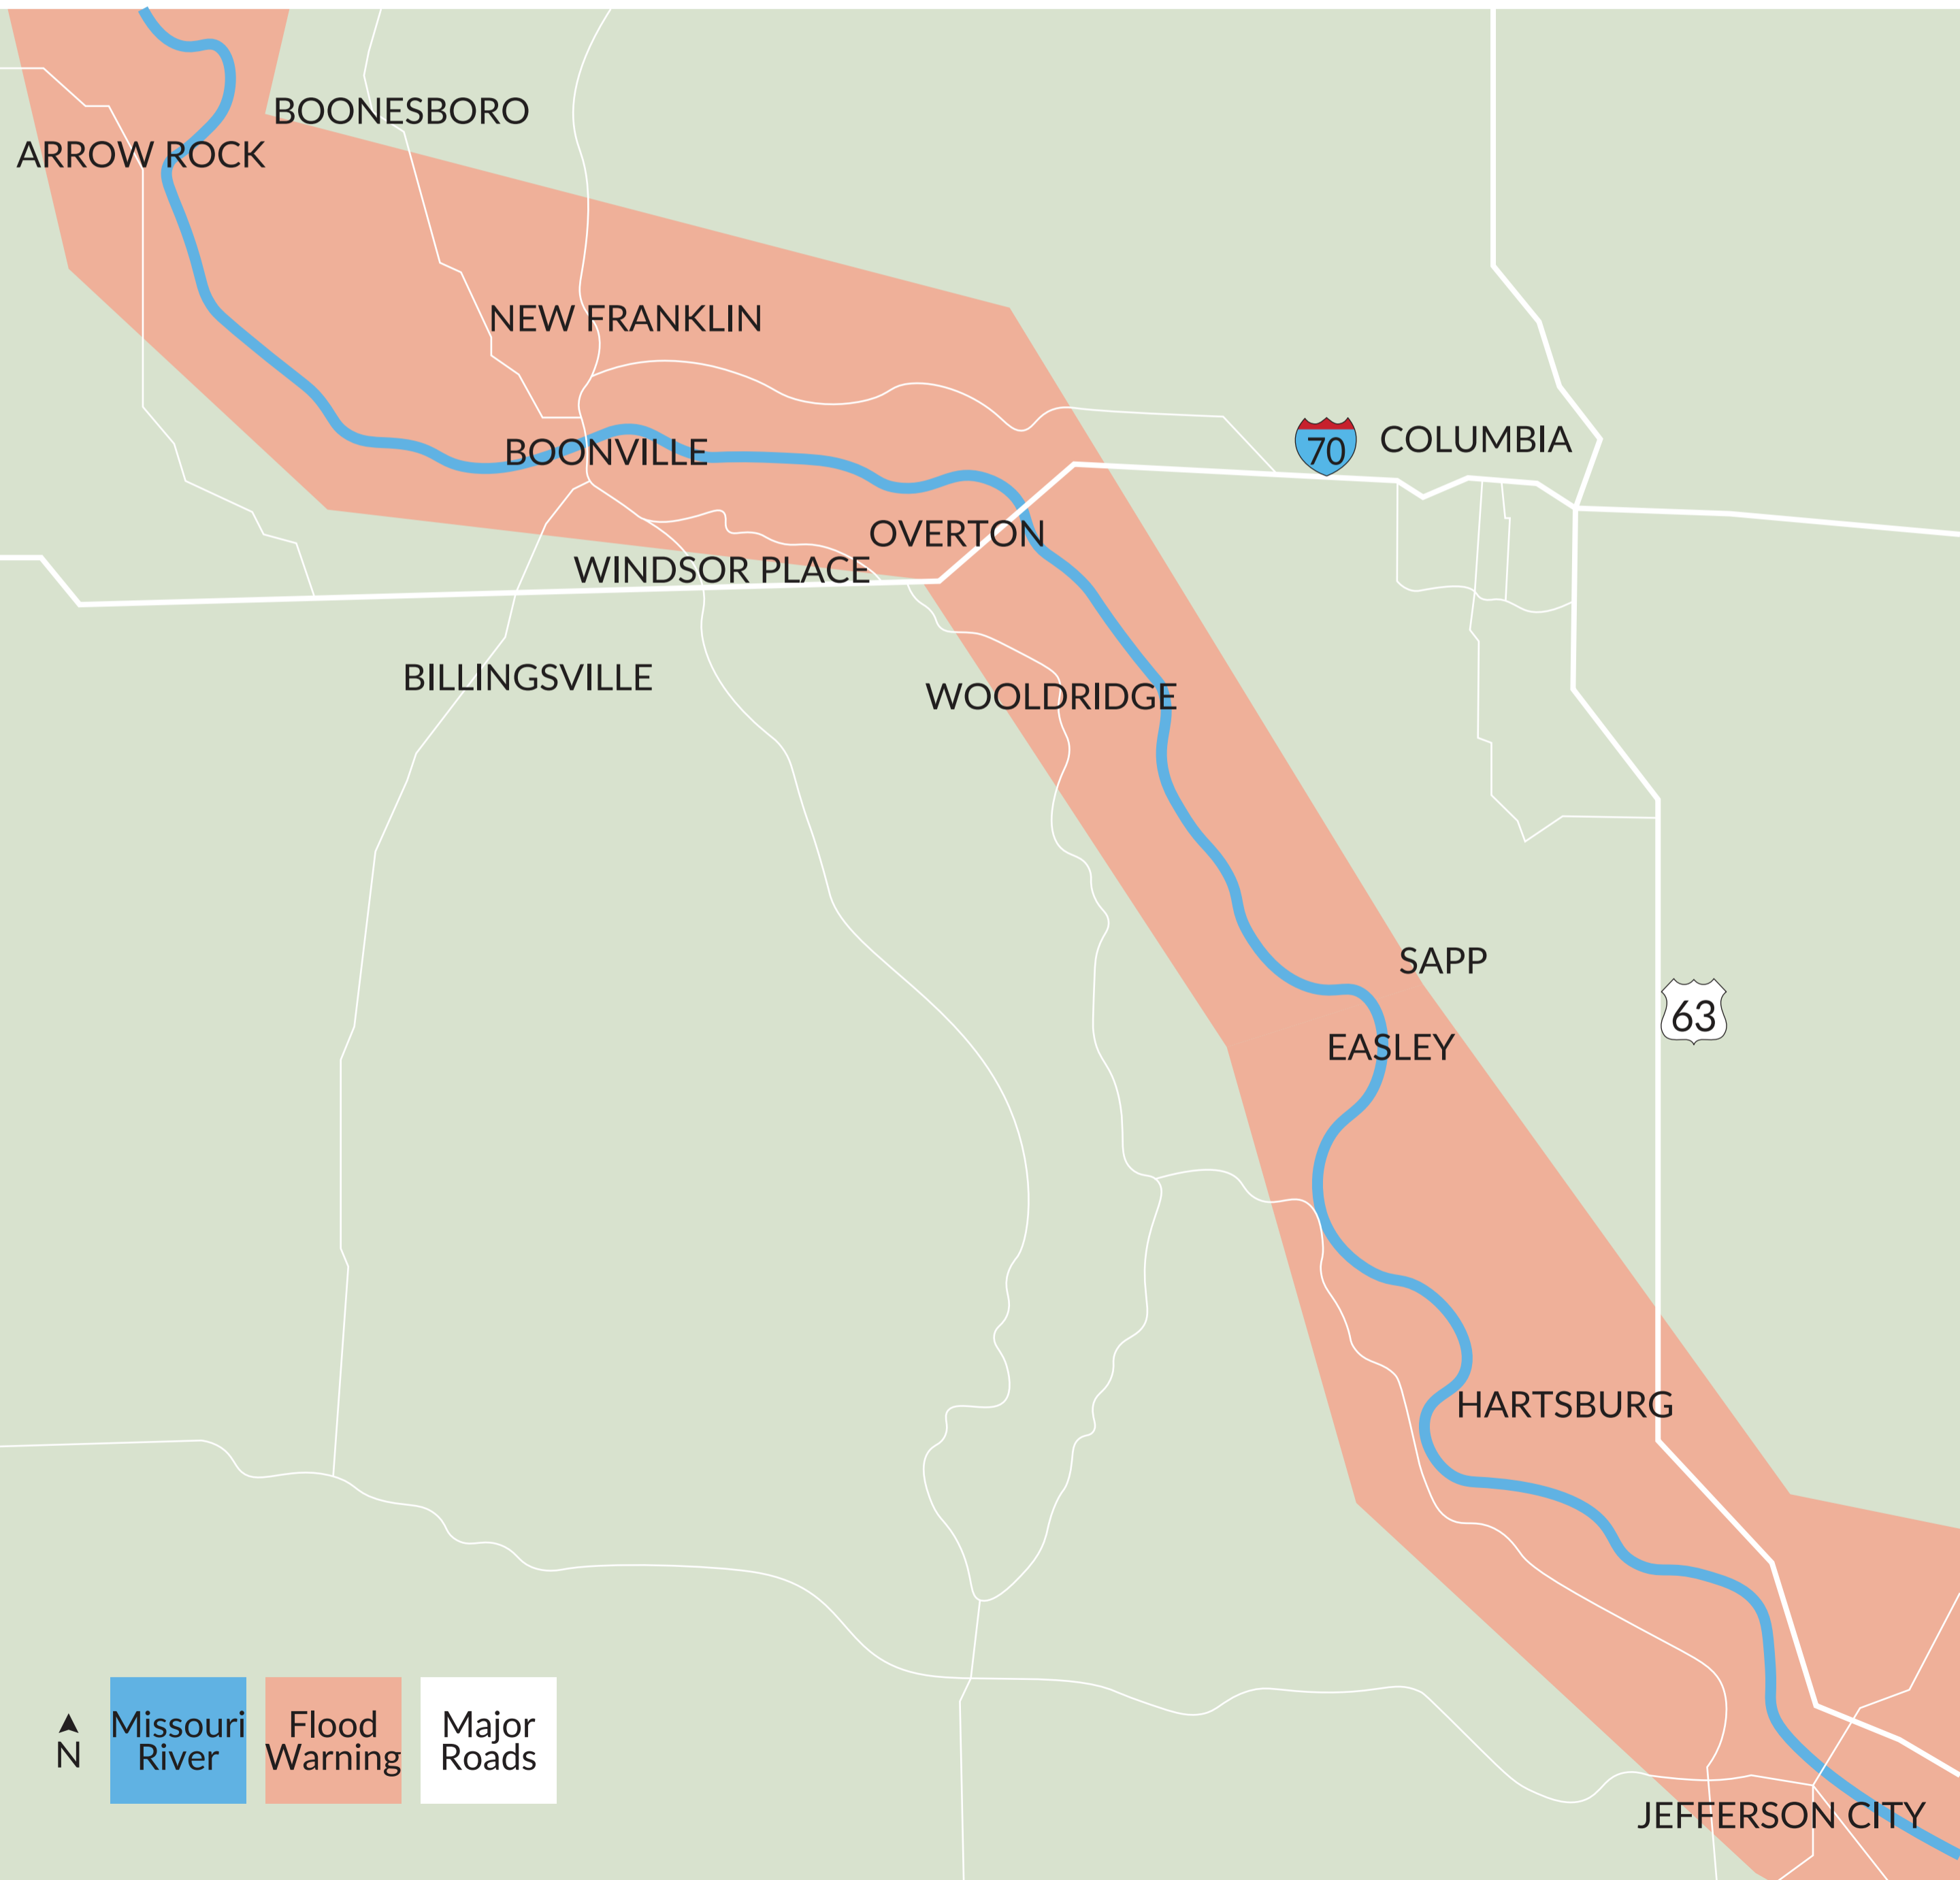 BOONESBORO
ARROW ROCK
NEW FRANKLIN
BOONVILLE
70
COLUMBIA
OVERTON
WINDSOR PLACE
BILLINGSVILLE
WOOLDRIDGE
SAPP
63
EASLEY
HARTSBURG
N
Missouri
River
Flood
Warning
Major
Roads
JEFFERSON CITY